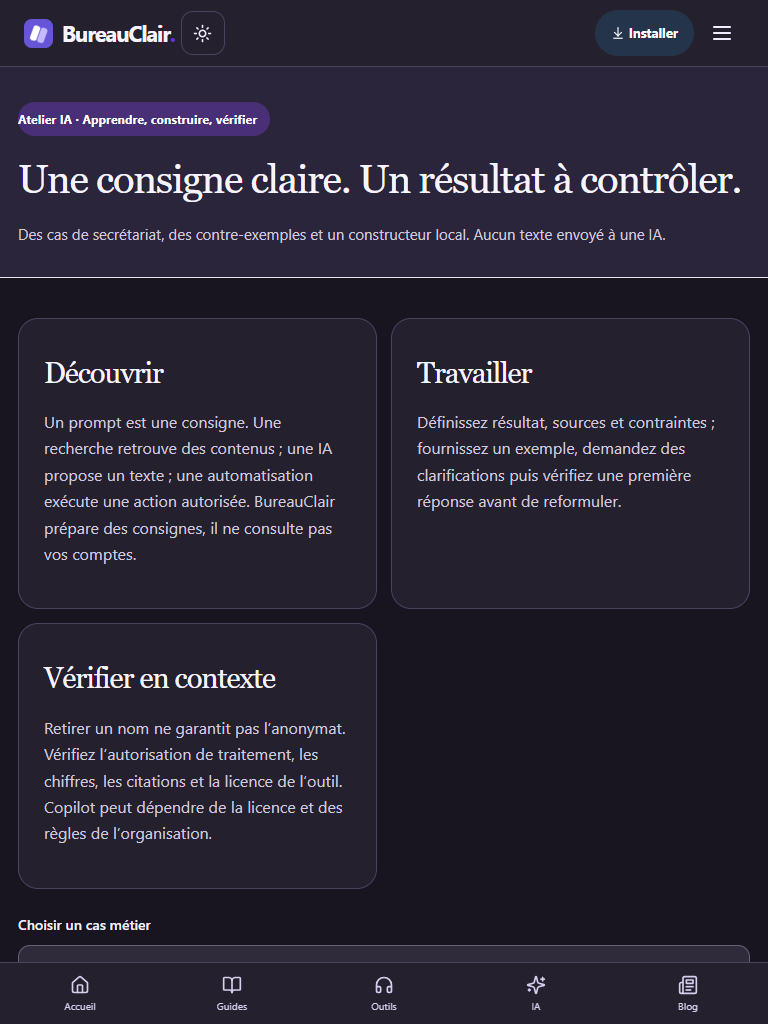 BureauClair.
Installer
Atelier IA · Apprendre, construire, vérifier
Une consigne claire. Un résultat à contrôler.
Des cas de secrétariat, des contre-exemples et un constructeur local. Aucun texte envoyé à une IA.
Découvrir
Un prompt est une consigne. Une
recherche retrouve des contenus ; une IA
propose un texte ; une automatisation
exécute une action autorisée. BureauClair
prépare des consignes, il ne consulte pas
vos comptes.
Travailler
Définissez résultat, sources et contraintes ;
fournissez un exemple, demandez des
clarifications puis vérifiez une première
réponse avant de reformuler.
Vérifier en contexte
Retirer un nom ne garantit pas l’anonymat.
Vérifiez l’autorisation de traitement, les
chiffres, les citations et la licence de l’outil.
Copilot peut dépendre de la licence et des
règles de l’organisation.
Choisir un cas métier
Accueil
Guides
Outils
IA
Blog